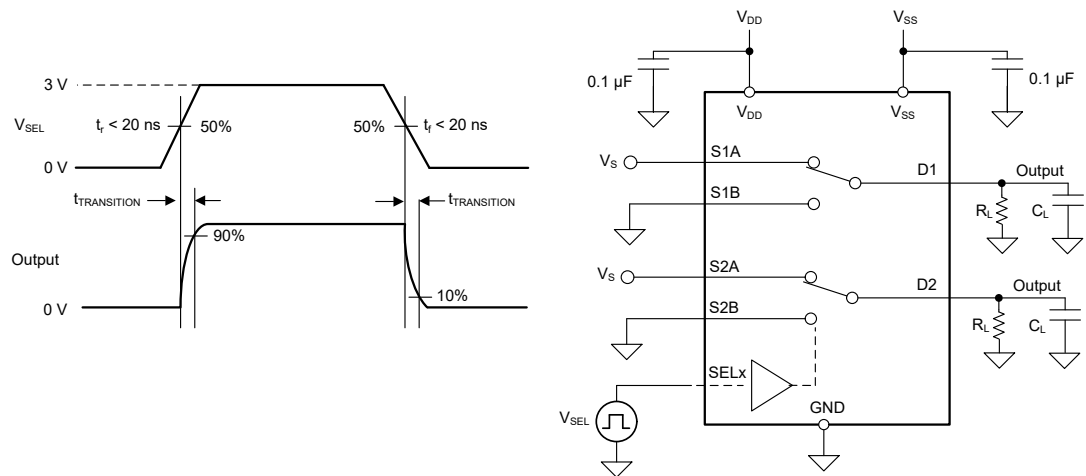 3 V
V_SEL
t_r < 20 ns
50%
50%
t_f < 20 ns
0 V
t_TRANSITION
t_TRANSITION
90%
Output
10%
0 V
V_DD
V_SS
0.1 µF
0.1 µF
V_DD
V_SS
V_S
S1A
D1
Output
S1B
R_L
C_L
V_S
S2A
D2
Output
S2B
R_L
C_L
SELx
V_SEL
GND